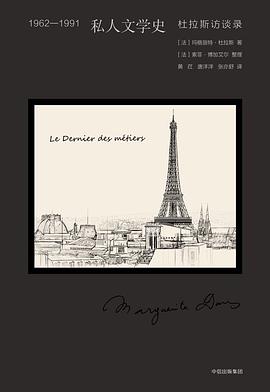 1962—1991 私人文学史 杜拉斯访谈录
[法] 玛格丽特·杜拉斯 著
[法] 索菲·博加艾尔 整理
黄荭 唐洋洋 张亦舒 译
Le Dernier des métiers
Marguerite Duras
中信出版集团